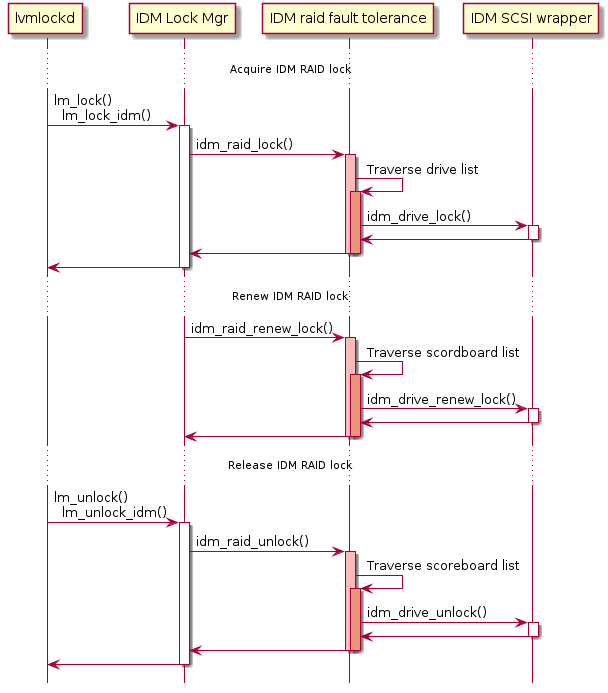 lvmlockd
IDM Lock Mgr
IDM raid fault tolerance
IDM SCSI wrapper
Acquire IDM RAID lock
lm_lock()
lm_lock_idm()
idm_raid_lock()
Traverse drive list
idm_drive_lock()
Renew IDM RAID lock
idm_raid_renew_lock()
Traverse scordboard list
idm_drive_renew_lock()
Release IDM RAID lock
lm_unlock()
lm_unlock_idm()
idm_raid_unlock()
Traverse scoreboard list
idm_drive_unlock()